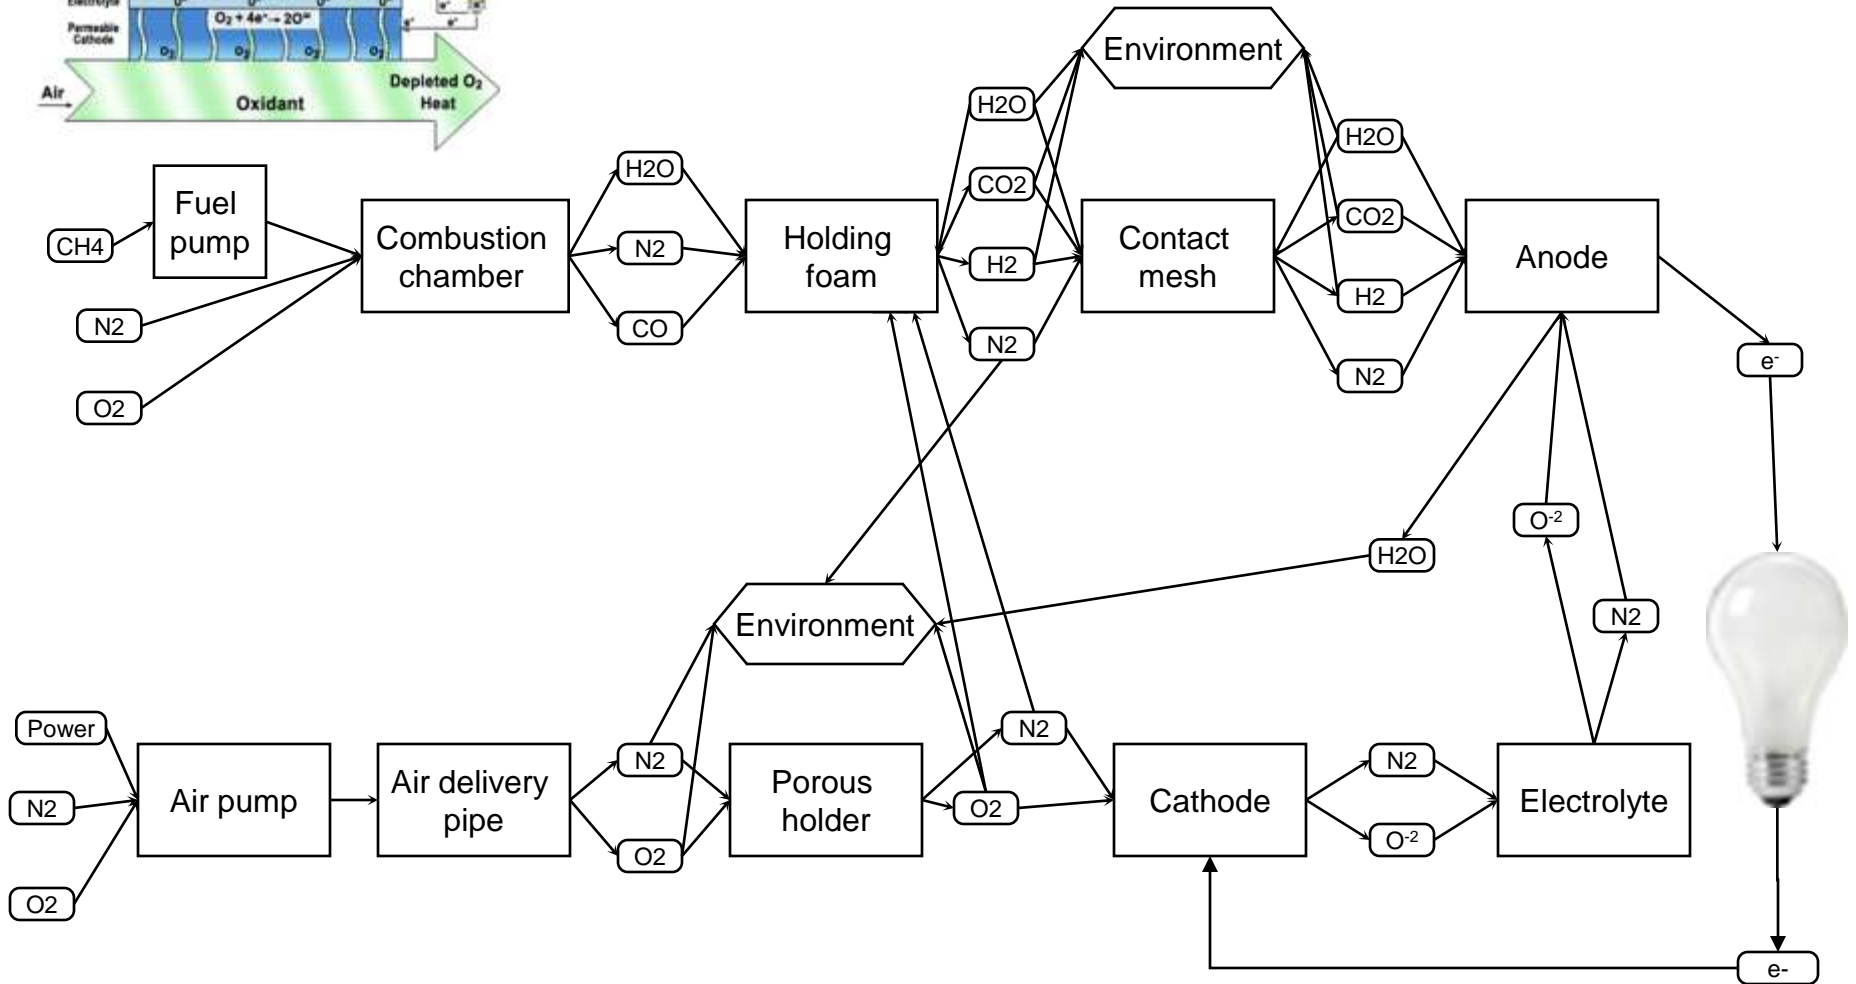 Electrolyte
O₂ + 4e⁻→ 2O⁼
Permeable
Cathode
e⁻
e⁻
O₂
O₂
O₂
O₂
Air
Oxidant
Depleted O₂
Heat
Environment
H2O
H2O
H2O
CO2
CO2
Fuel
pump
CH4
Combustion
chamber
N2
Holding
foam
H2
Contact
mesh
H2
Anode
N2
CO
N2
N2
e-
O2
O-2
H2O
N2
Environment
Power
N2
N2
N2
Air pump
Air delivery
pipe
Porous
holder
Cathode
Electrolyte
N2
O2
O-2
O2
O2
e-